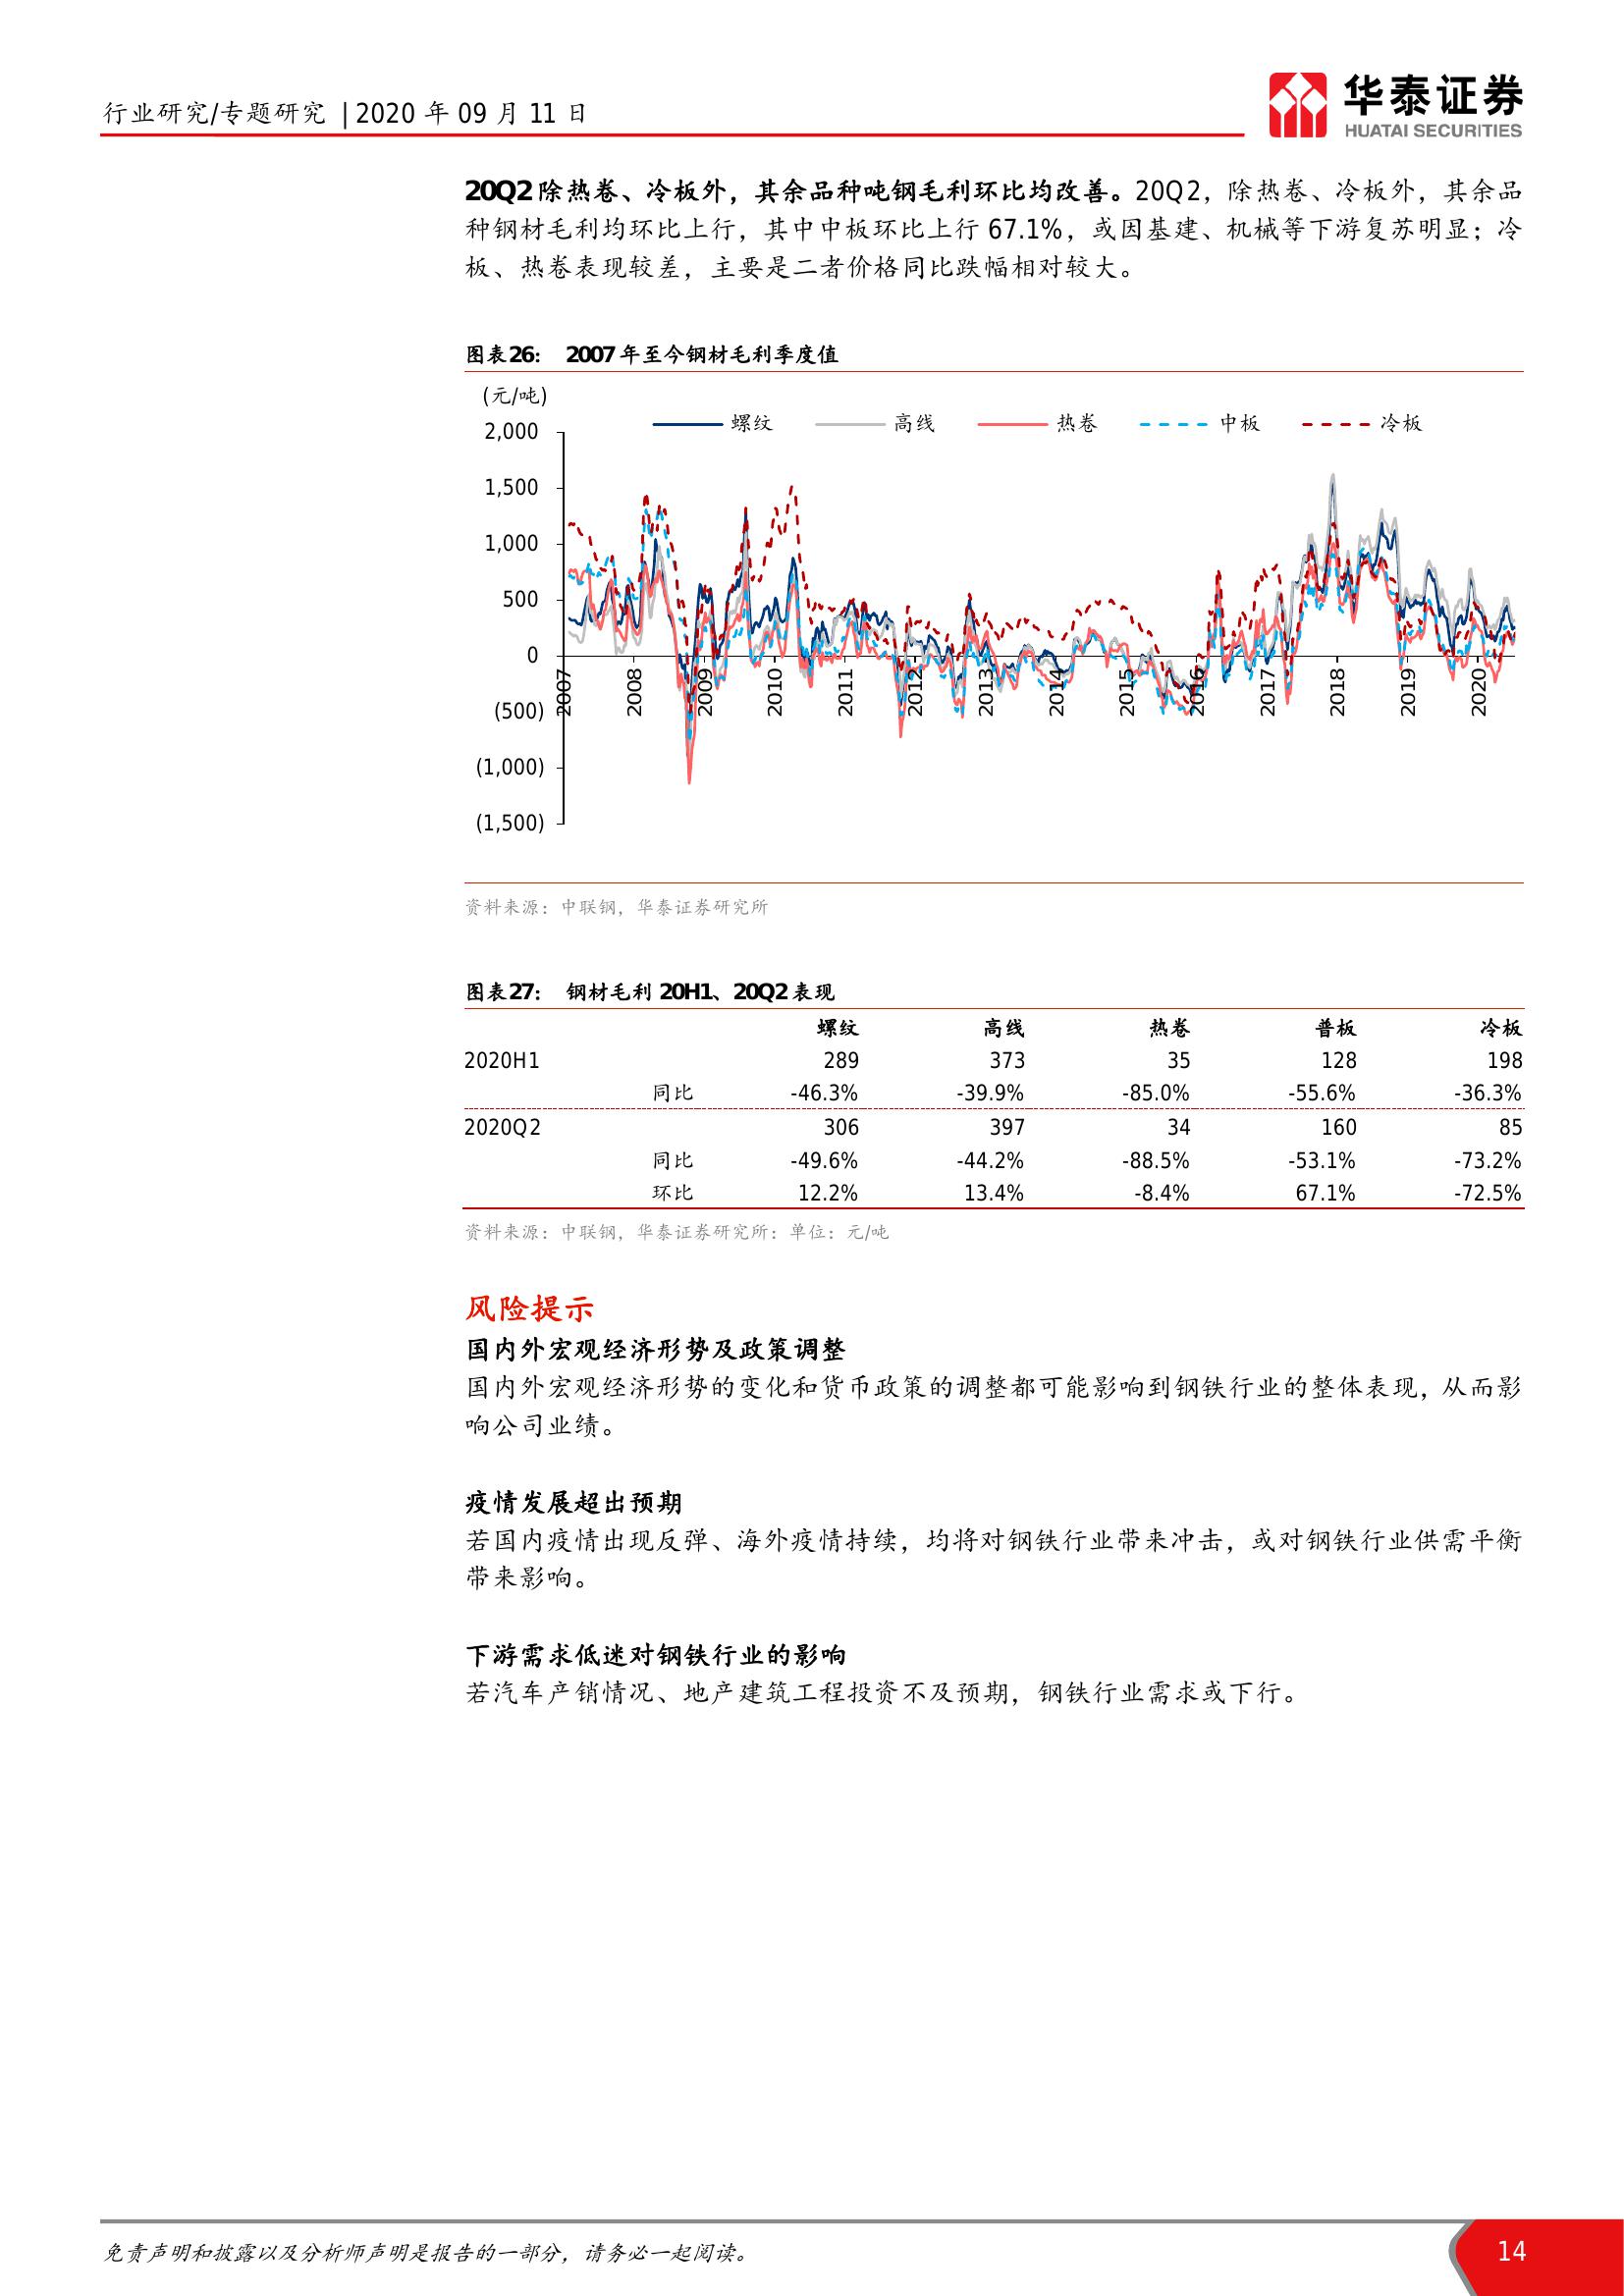 行业研究/专题研究 | 2020 年 09 月 11 日
华泰证券
HUATAI SECURITIES
20Q2 除热卷、冷板外，其余品种吨钢毛利环比均改善。20Q2，除热卷、冷板外，其余品
种钢材毛利均环比上行，其中中板环比上行 67.1%，或因基建、机械等下游复苏明显；冷
板、热卷表现较差，主要是二者价格同比跌幅相对较大。
图表26： 2007 年至今钢材毛利季度值
(元/吨)
螺纹 高线 热卷 中板 冷板
2,000
1,500
1,000
500
0
(500)
(1,000)
(1,500)
2007 2008 2009 2010 2011 2012 2013 2014 2015 2016 2017 2018 2019 2020
资料来源：中联钢，华泰证券研究所
图表27： 钢材毛利 20H1、20Q2 表现
螺纹 高线 热卷 普板 冷板
2020H1 289 373 35 128 198
同比 -46.3% -39.9% -85.0% -55.6% -36.3%
2020Q2 306 397 34 160 85
同比 -49.6% -44.2% -88.5% -53.1% -73.2%
环比 12.2% 13.4% -8.4% 67.1% -72.5%
资料来源：中联钢，华泰证券研究所；单位：元/吨
风险提示
国内外宏观经济形势及政策调整
国内外宏观经济形势的变化和货币政策的调整都可能影响到钢铁行业的整体表现，从而影
响公司业绩。
疫情发展超出预期
若国内疫情出现反弹、海外疫情持续，均将对钢铁行业带来冲击，或对钢铁行业供需平衡
带来影响。
下游需求低迷对钢铁行业的影响
若汽车产销情况、地产建筑工程投资不及预期，钢铁行业需求或下行。
免责声明和披露以及分析师声明是报告的一部分，请务必一起阅读。
14